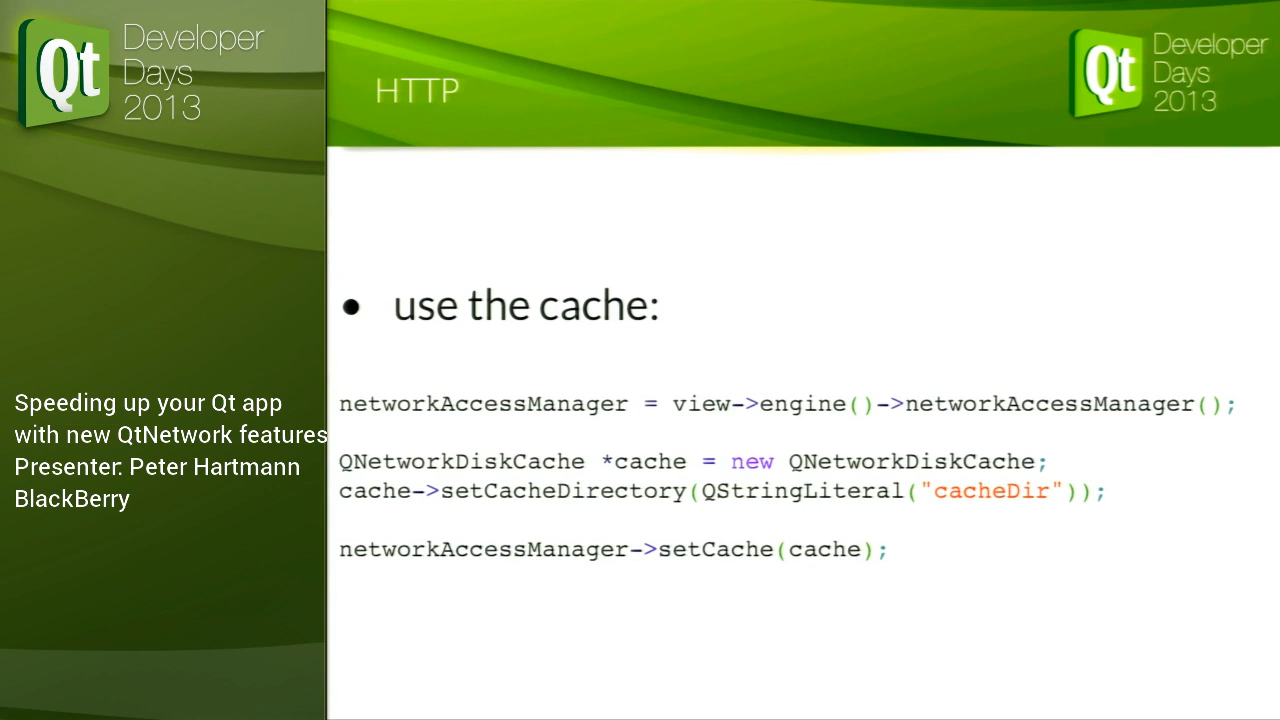 Qt Developer
Days
2013
HTTP
Qt Developer
Days
2013
• use the cache:
networkAccessManager = view->engine()->networkAccessManager();
QNetworkDiskCache *cache = new QNetworkDiskCache;
cache->setCacheDirectory(QStringLiteral("cacheDir"));
networkAccessManager->setCache(cache);
Speeding up your Qt app
with new QtNetwork features
Presenter: Peter Hartmann
BlackBerry